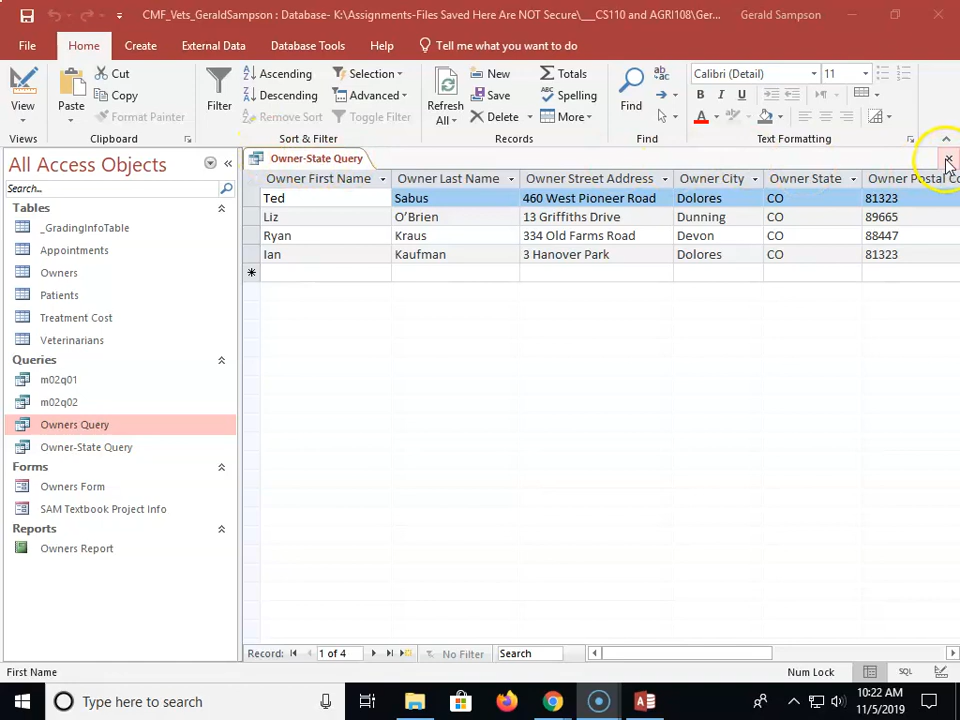 CMF_Vets_GeraldSampson : Database- K:\Assignments-Files Saved Here Are NOT Secure\___CS110 and AGRI108\Ger... Gerald Sampson
File Home Create External Data Database Tools Help Tell me what you want to do
View
Views
Paste
Cut
Copy
Format Painter
Clipboard
Filter
Ascending
Descending
Remove Sort
Selection
Advanced
Toggle Filter
Sort & Filter
Refresh All
New
Save
Delete
Totals
Spelling
More
Records
Find
Find
Calibri (Detail) 11
B I U
A
Text Formatting
All Access Objects
Search...
Tables
_GradingInfoTable
Appointments
Owners
Patients
Treatment Cost
Veterinarians
Queries
m02q01
m02q02
Owners Query
Owner-State Query
Forms
Owners Form
SAM Textbook Project Info
Reports
Owners Report
Owner-State Query
Owner First Name Owner Last Name Owner Street Address Owner City Owner State Owner Postal Co
Ted Sabus 460 West Pioneer Road Dolores CO 81323
Liz O’Brien 13 Griffiths Drive Dunning CO 89665
Ryan Kraus 334 Old Farms Road Devon CO 88447
Ian Kaufman 3 Hanover Park Dolores CO 81323
Record: 1 of 4 No Filter Search
First Name Num Lock SQL
Type here to search
10:22 AM
11/5/2019